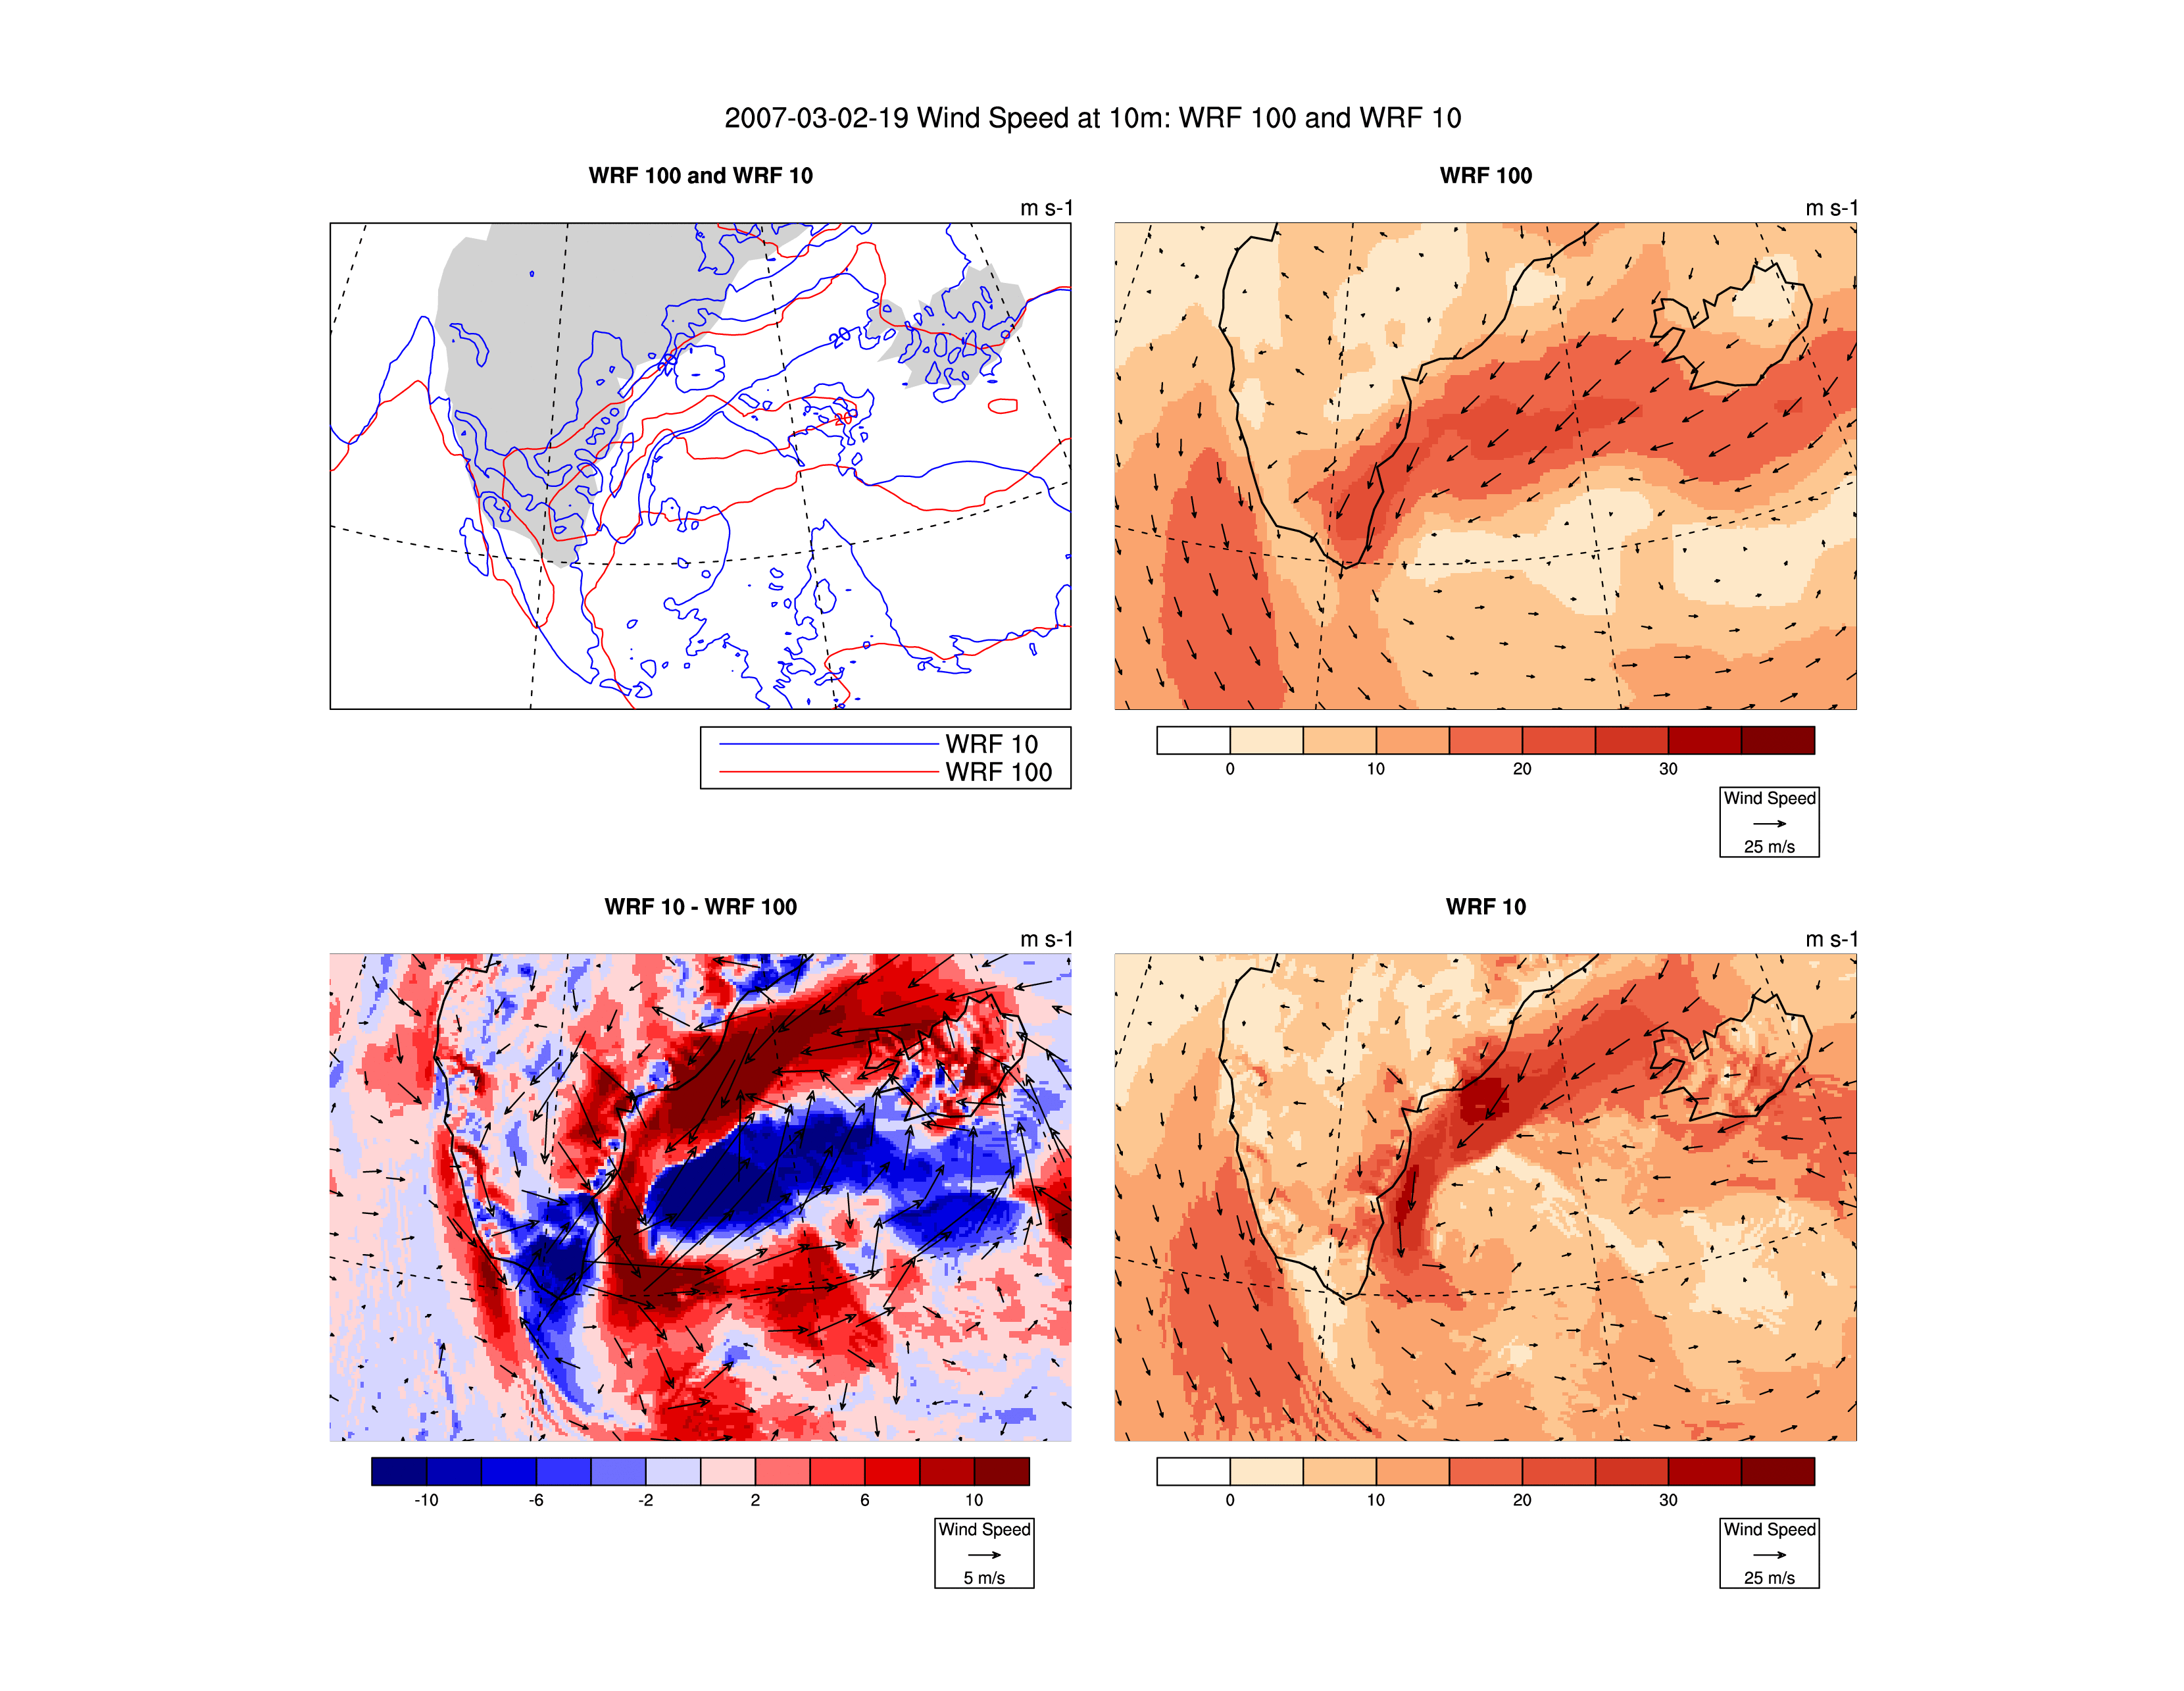 2007-03-02-19 Wind Speed at 10m: WRF 100 and WRF 10
WRF 100 and WRF 10
m s-1
20
20
WRF 10
WRF 100
WRF 100
m s-1
0 10 20 30
Wind Speed
25 m/s
WRF 10 - WRF 100
m s-1
-10 -6 -2 2 6 10
Wind Speed
5 m/s
WRF 10
m s-1
0 10 20 30
Wind Speed
25 m/s